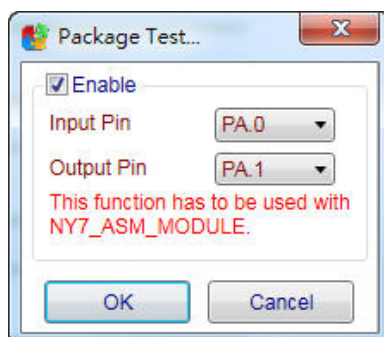 Package Test...
Enable
Input Pin PA.0
Output Pin PA.1
This function has to be used with
NY7_ASM_MODULE.
OK Cancel